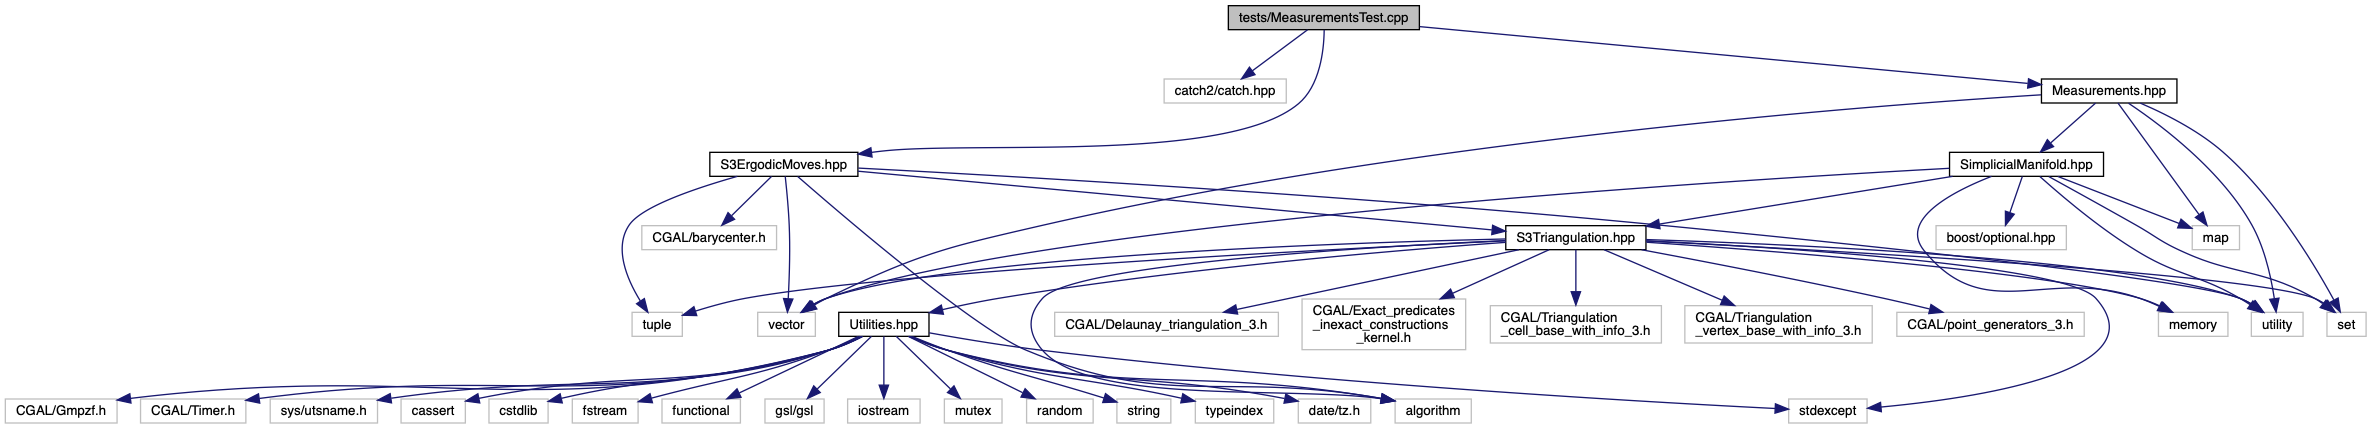 tests/MeasurementsTest.cpp
catch2/catch.hpp
Measurements.hpp
S3ErgodicMoves.hpp
SimplicialManifold.hpp
CGAL/barycenter.h
S3Triangulation.hpp
boost/optional.hpp
map
tuple
vector
Utilities.hpp
CGAL/Delaunay_triangulation_3.h
CGAL/Exact_predicates
_inexact_constructions
_kernel.h
CGAL/Triangulation
_cell_base_with_info_3.h
CGAL/Triangulation
_vertex_base_with_info_3.h
CGAL/point_generators_3.h
memory
utility
set
CGAL/Gmpzf.h
CGAL/Timer.h
sys/utsname.h
cassert
cstdlib
fstream
functional
gsl/gsl
iostream
mutex
random
string
typeindex
date/tz.h
algorithm
stdexcept